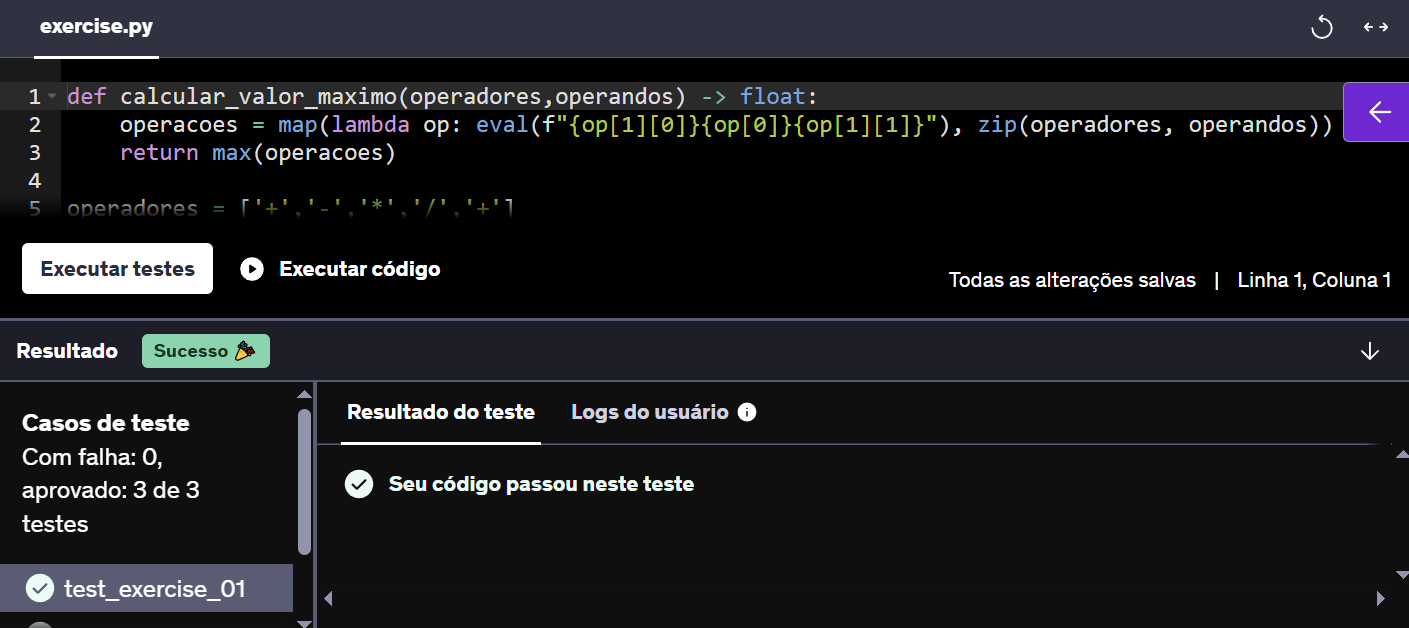 exercise.py
1 def calcular_valor_maximo(operadores,operandos) -> float:
2 operacoes = map(lambda op: eval(f"{op[1][0]}{op[0]}{op[1][1]}"), zip(operadores, operandos))
3 return max(operacoes)
4
5 operadores = ['+','-','*','/','+']
Executar testes Executar código
Todas as alterações salvas | Linha 1, Coluna 1
Resultado Sucesso
Casos de teste
Com falha: 0,
aprovado: 3 de 3
testes
test_exercise_01
Resultado do teste Logs do usuário
Seu código passou neste teste